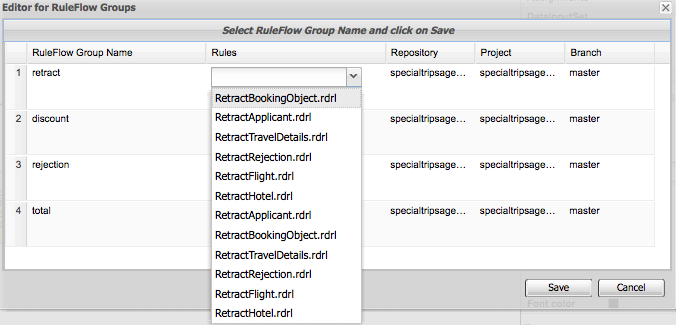 Editor for RuleFlow Groups
Retract RuleFlow Group Name and click on Save
RuleFlow Group Name Rules Repository Project Branch
1 retract specialtripsage... specialtripsage... master
RetractBookingObject.rdrl
2 discount RetractApplicant.rdrl specialtripsage... specialtripsage... master
RetractTravelDetails.rdrl
RetractRejection.rdrl
3 rejection specialtripsage... specialtripsage... master
RetractFlight.rdrl
RetractHotel.rdrl
4 total RetractApplicant.rdrl specialtripsage... specialtripsage... master
RetractBookingObject.rdrl
RetractTravelDetails.rdrl
RetractRejection.rdrl
Save Cancel
RetractFlight.rdrl
Font color
RetractHotel.rdrl